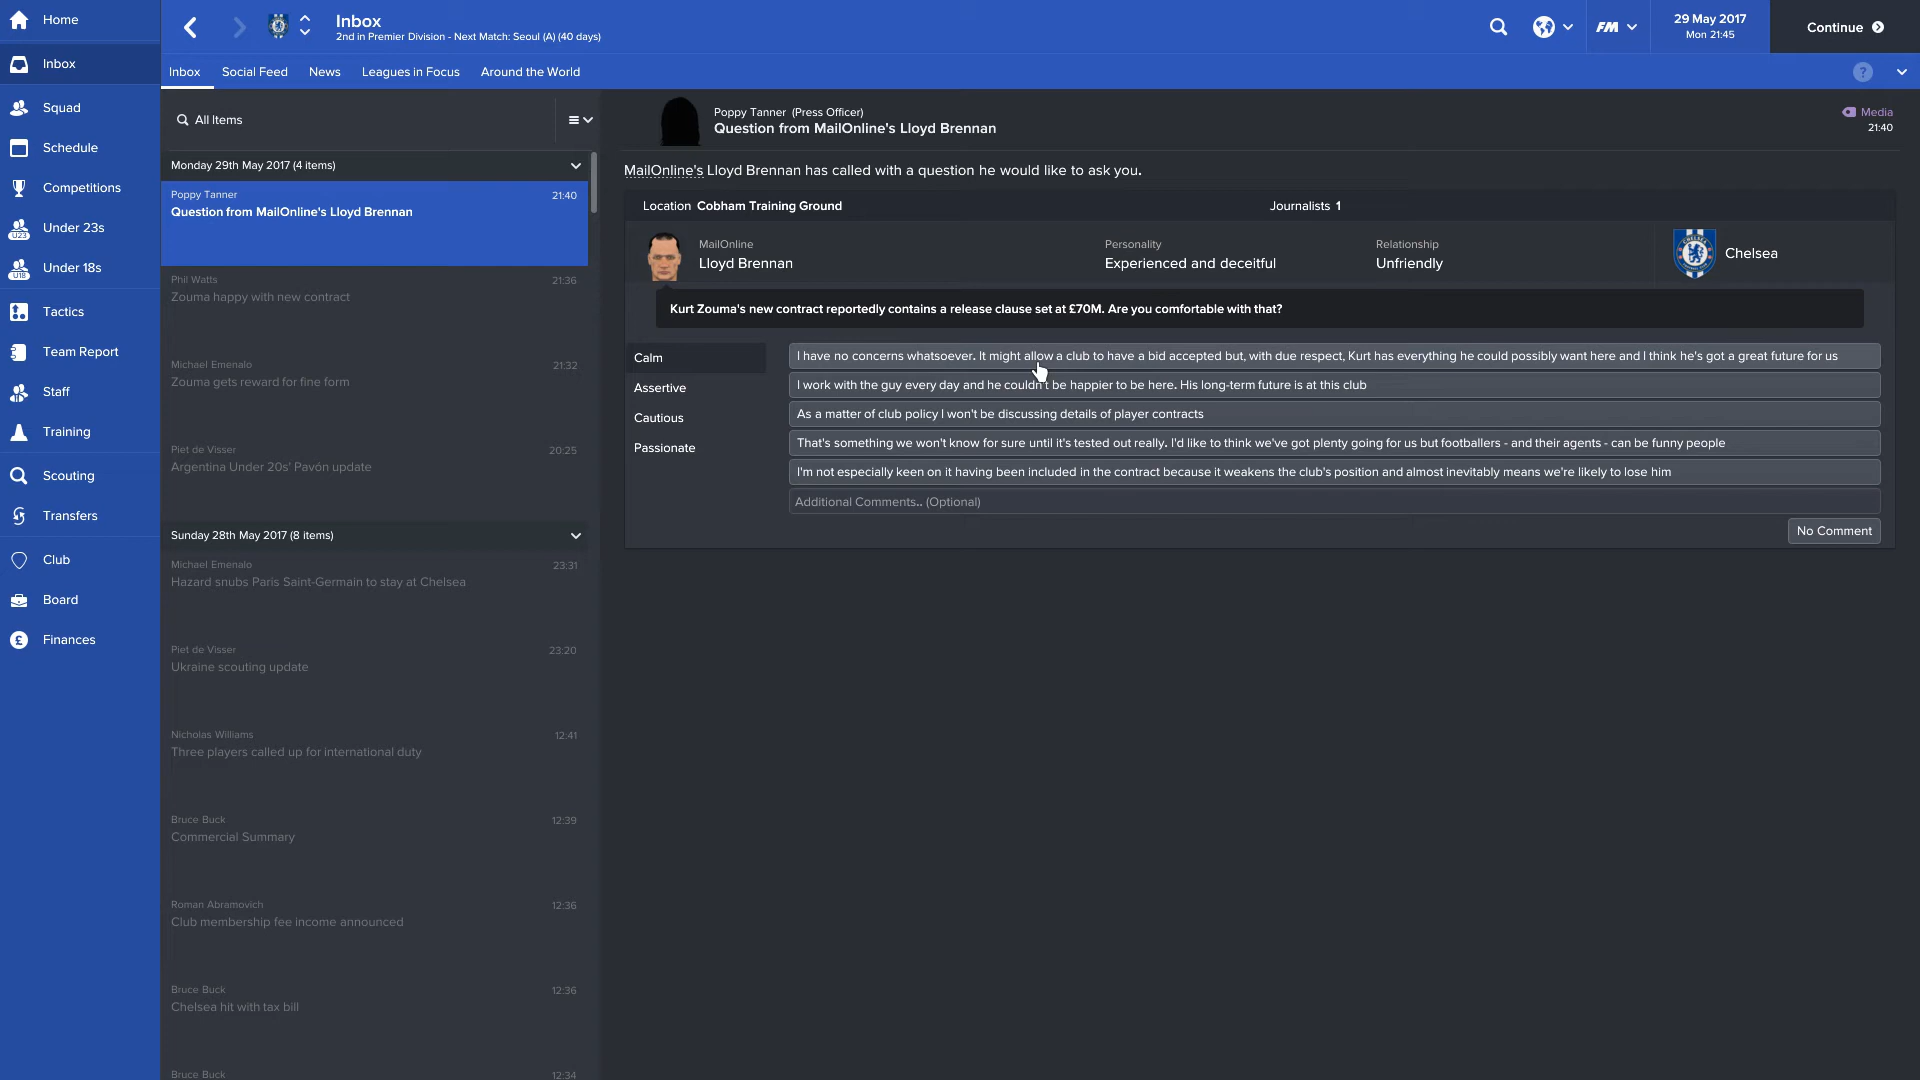 Home
Inbox
Squad
Schedule
Competitions
U23
Under 23s
U18
Under 18s
Tactics
Team Report
Staff
Training
Scouting
Transfers
Club
Board
£
Finances
Inbox
2nd in Premier Division - Next Match: Seoul (A) (40 days)
FM
29 May 2017
Mon 21:45
Continue
Inbox
Social Feed
News
Leagues in Focus
Around the World
?
All Items
Monday 29th May 2017 (4 items)
Poppy Tanner 21:40
Question from MailOnline's Lloyd Brennan
Phil Watts 21:36
Zouma happy with new contract
Michael Emenalo 21:32
Zouma gets reward for fine form
Piet de Visser 20:25
Argentina Under 20s' Pavón update
Sunday 28th May 2017 (8 items)
Michael Emenalo 23:31
Hazard snubs Paris Saint-Germain to stay at Chelsea
Piet de Visser 23:20
Ukraine scouting update
Nicholas Williams 12:41
Three players called up for international duty
Bruce Buck 12:39
Commercial Summary
Roman Abramovich 12:36
Club membership fee income announced
Bruce Buck 12:36
Chelsea hit with tax bill
Bruce Buck 12:34
Poppy Tanner (Press Officer)
Question from MailOnline's Lloyd Brennan
Media
21:40
MailOnline's Lloyd Brennan has called with a question he would like to ask you.
Location Cobham Training Ground
Journalists 1
MailOnline
Lloyd Brennan
Personality
Experienced and deceitful
Relationship
Unfriendly
Chelsea
Kurt Zouma's new contract reportedly contains a release clause set at £70M. Are you comfortable with that?
Calm
Assertive
Cautious
Passionate
I have no concerns whatsoever. It might allow a club to have a bid accepted but, with due respect, Kurt has everything he could possibly want here and I think he's got a great future for us
I work with the guy every day and he couldn't be happier to be here. His long-term future is at this club
As a matter of club policy I won't be discussing details of player contracts
That's something we won't know for sure until it's tested out really. I'd like to think we've got plenty going for us but footballers - and their agents - can be funny people
I'm not especially keen on it having been included in the contract because it weakens the club's position and almost inevitably means we're likely to lose him
Additional Comments.. (Optional)
No Comment